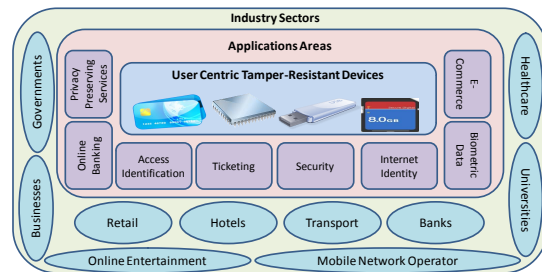 Industry Sectors
Applications Areas
User Centric Tamper-Resistant Devices
8.0GB
Governments
Privacy
Preserving
Services
E-
Commerce
Healthcare
Online
Banking
Access
Identification
Ticketing
Security
Internet
Identity
Biometric
Data
Businesses
Universities
Retail
Hotels
Transport
Banks
Online Entertainment
Mobile Network Operator